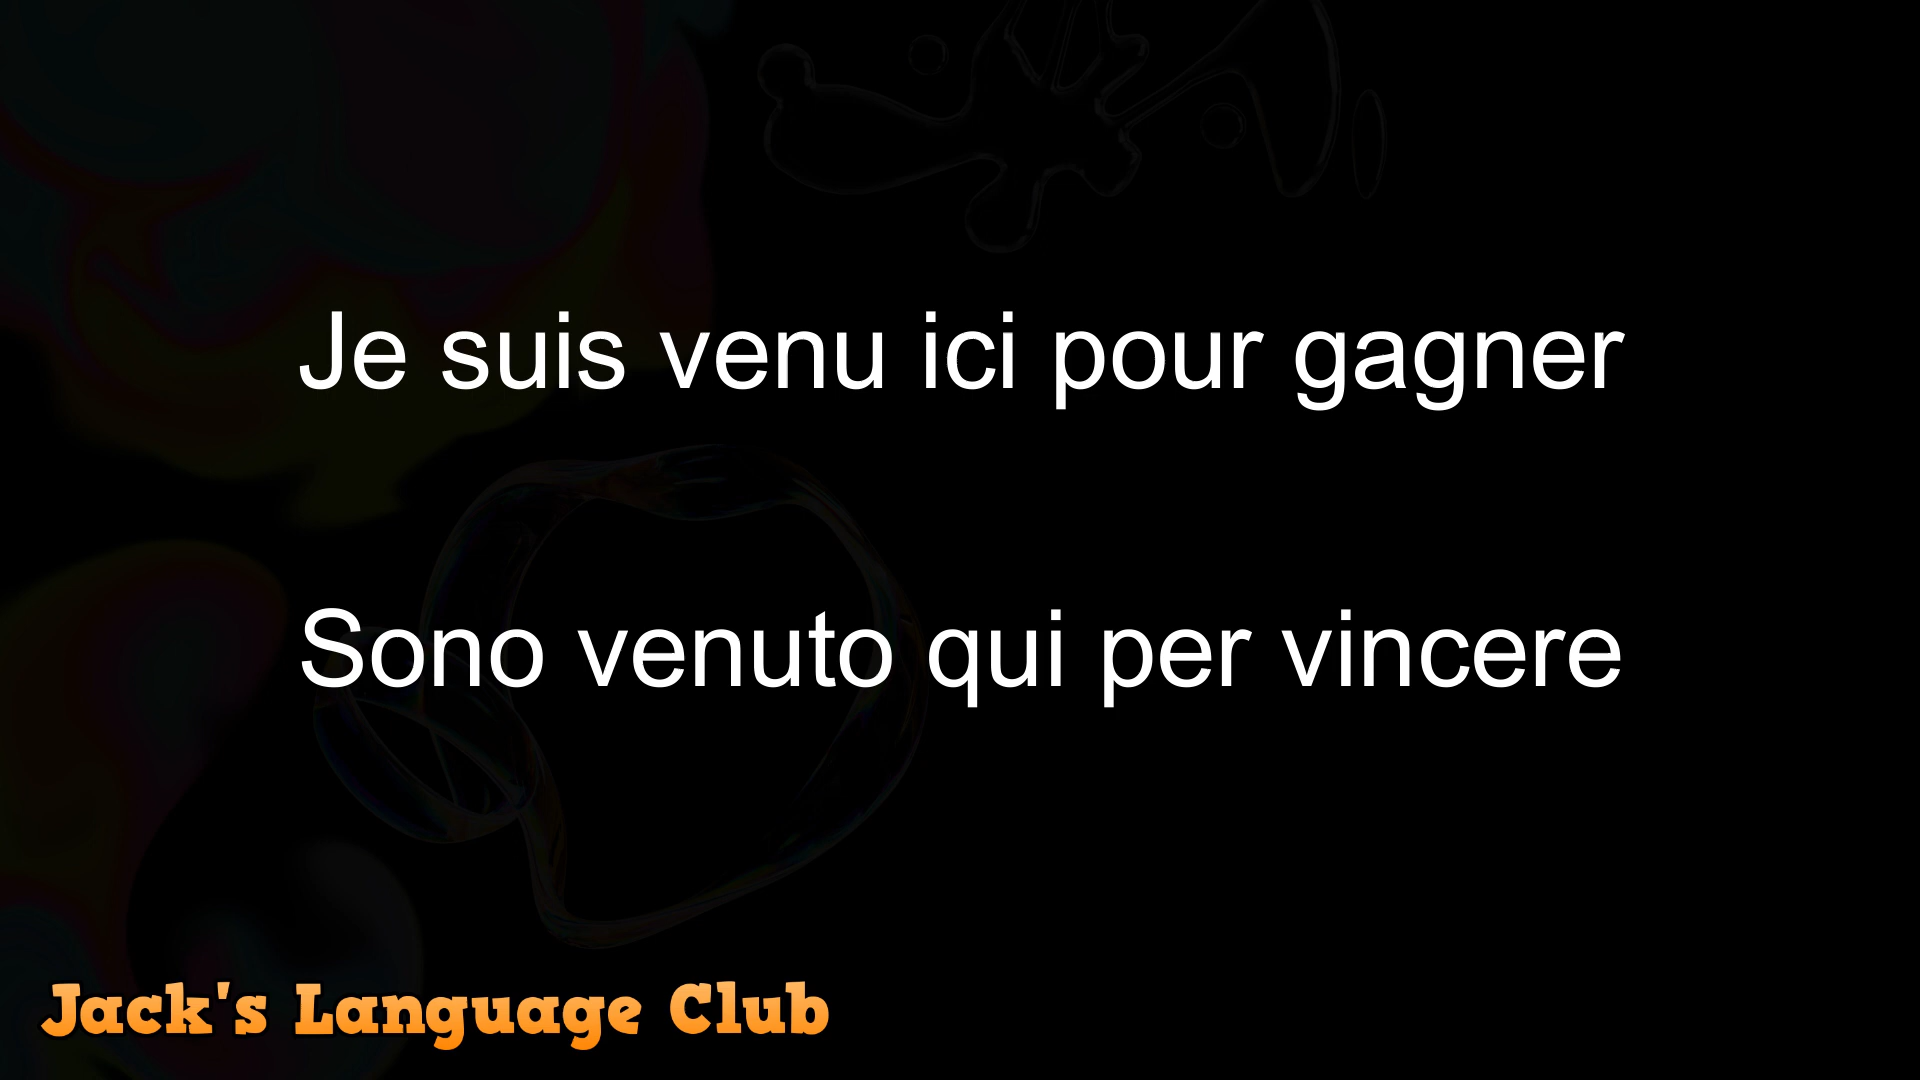 Je suis venu ici pour gagner
Sono venuto qui per vincere
Jack's Language Club